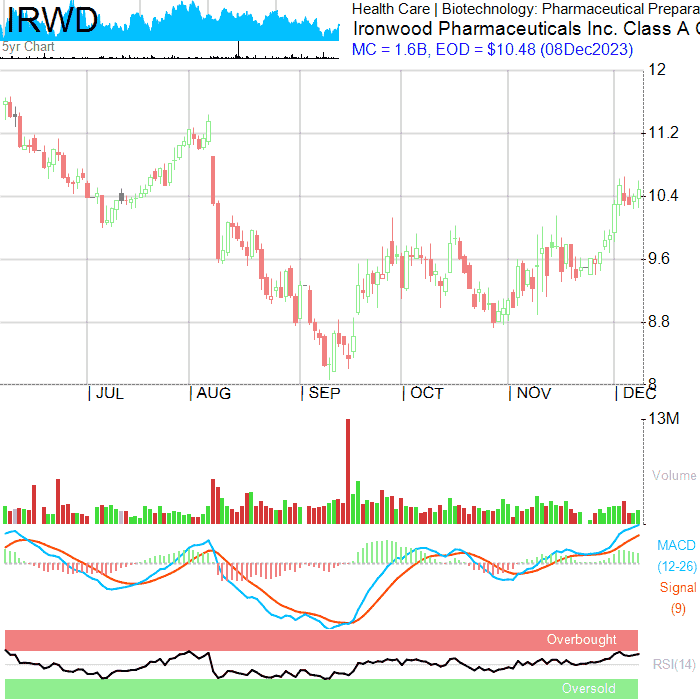 IRWD
5yr Chart
Health Care | Biotechnology: Pharmaceutical Prepara
Ironwood Pharmaceuticals Inc. Class A
MC = 1.6B, EOD = $10.48 (08Dec2023)
12
11.2
10.4
9.6
8.8
8
JUL AUG SEP OCT NOV DEC
13M
Volume
MACD
(12-26)
Signal
(9)
Overbought
RSI(14)
Oversold